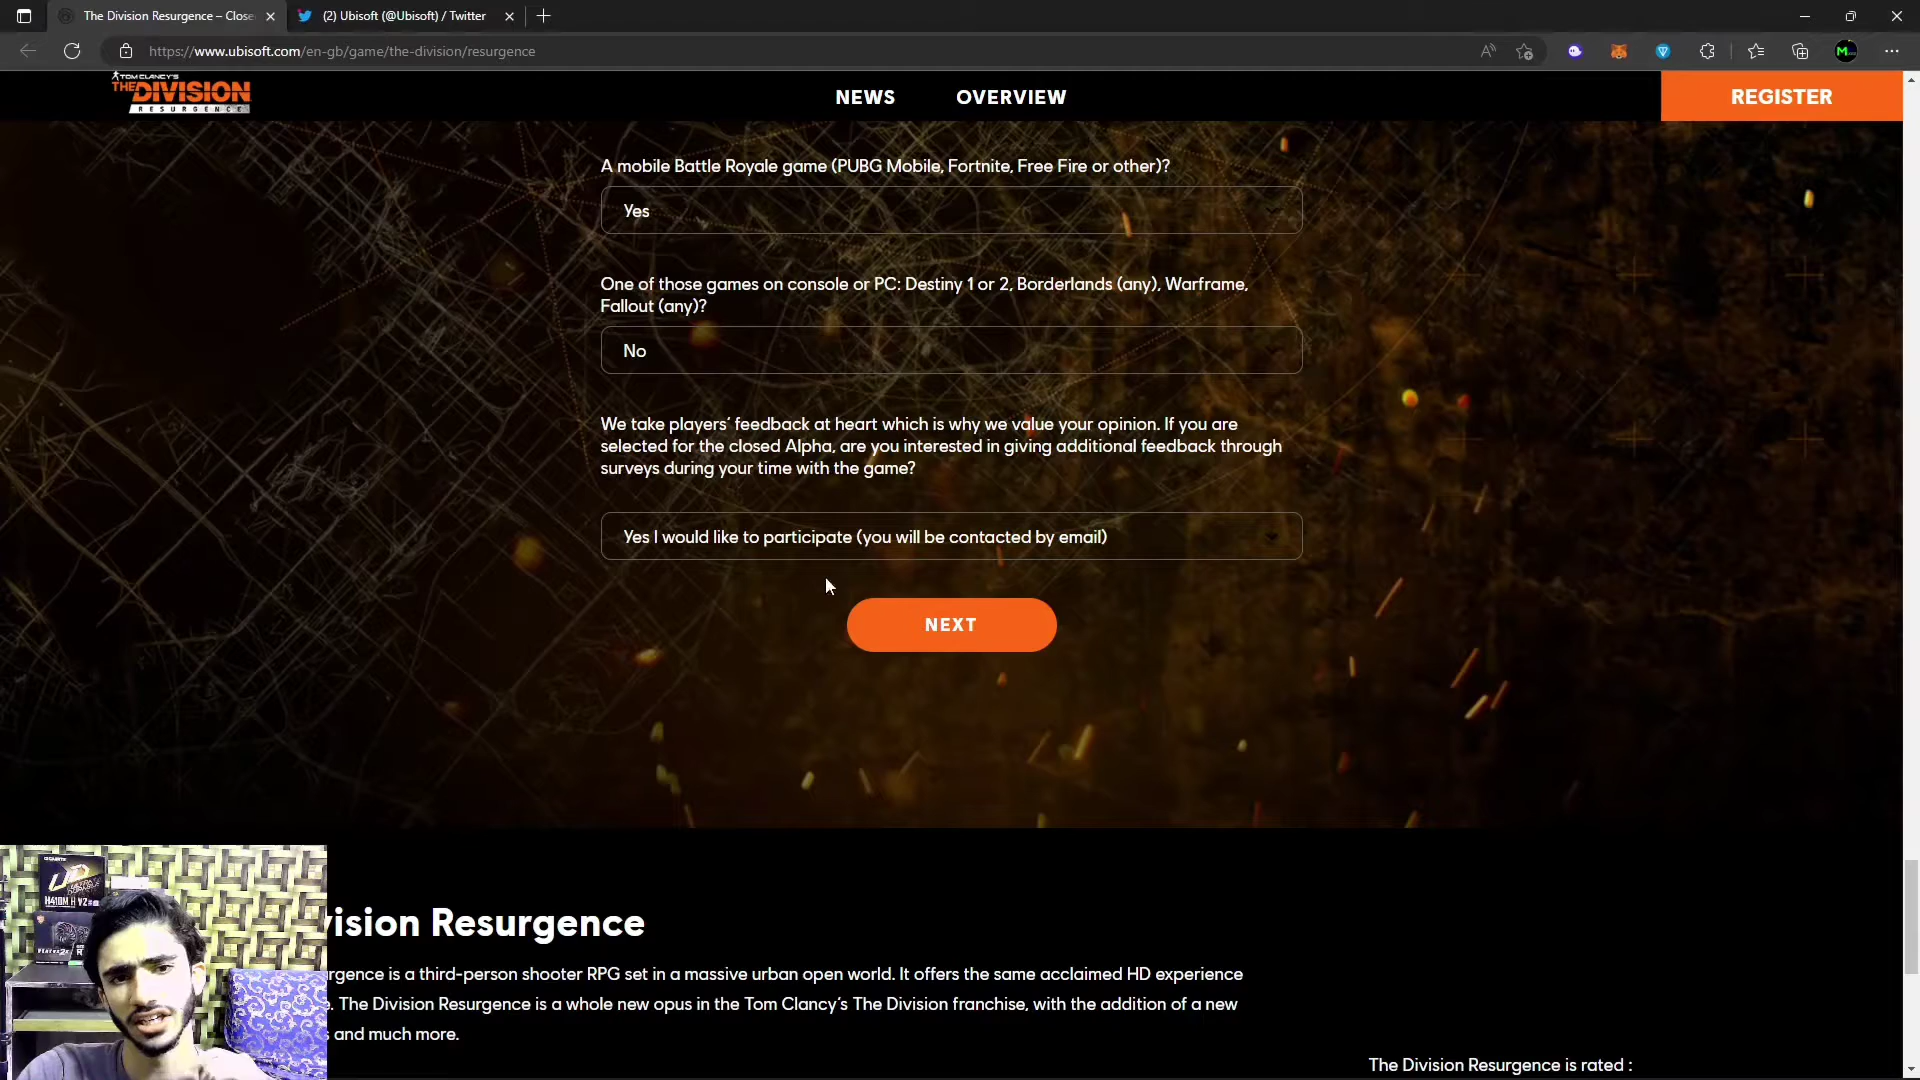 The Division Resurgence – Close
(2) Ubisoft (@Ubisoft) / Twitter
https://www.ubisoft.com/en-gb/game/the-division/resurgence
TOM CLANCY'S
THE DIVISION
RESURGENCE
NEWS
OVERVIEW
REGISTER
A mobile Battle Royale game (PUBG Mobile, Fortnite, Free Fire or other)?
Yes
One of those games on console or PC: Destiny 1 or 2, Borderlands (any), Warframe,
Fallout (any)?
No
We take players' feedback at heart which is why we value your opinion. If you are
selected for the closed Alpha, are you interested in giving additional feedback through
surveys during your time with the game?
Yes I would like to participate (you will be contacted by email)
NEXT
GIGABYTE
UD
H410M H V2
vision Resurgence
rgence is a third-person shooter RPG set in a massive urban open world. It offers the same acclaimed HD experience
. The Division Resurgence is a whole new opus in the Tom Clancy's The Division franchise, with the addition of a new
s and much more.
The Division Resurgence is rated :